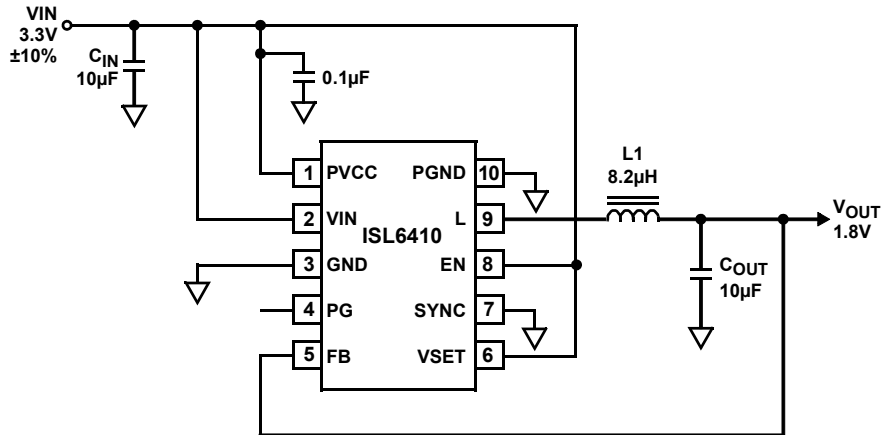 VIN
3.3V
±10%
CIN
10µF
0.1µF
1 PVCC
PGND 10
2 VIN
L 9
ISL6410
3 GND
EN 8
4 PG
SYNC 7
5 FB
VSET 6
L1
8.2µH
VOUT
1.8V
COUT
10µF